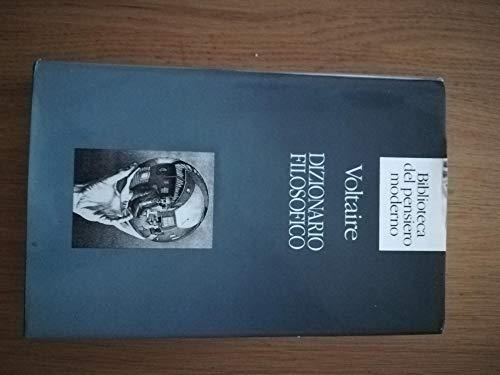 Biblioteca
del pensiero
moderno
Voltaire
DIZIONARIO
FILOSOFICO